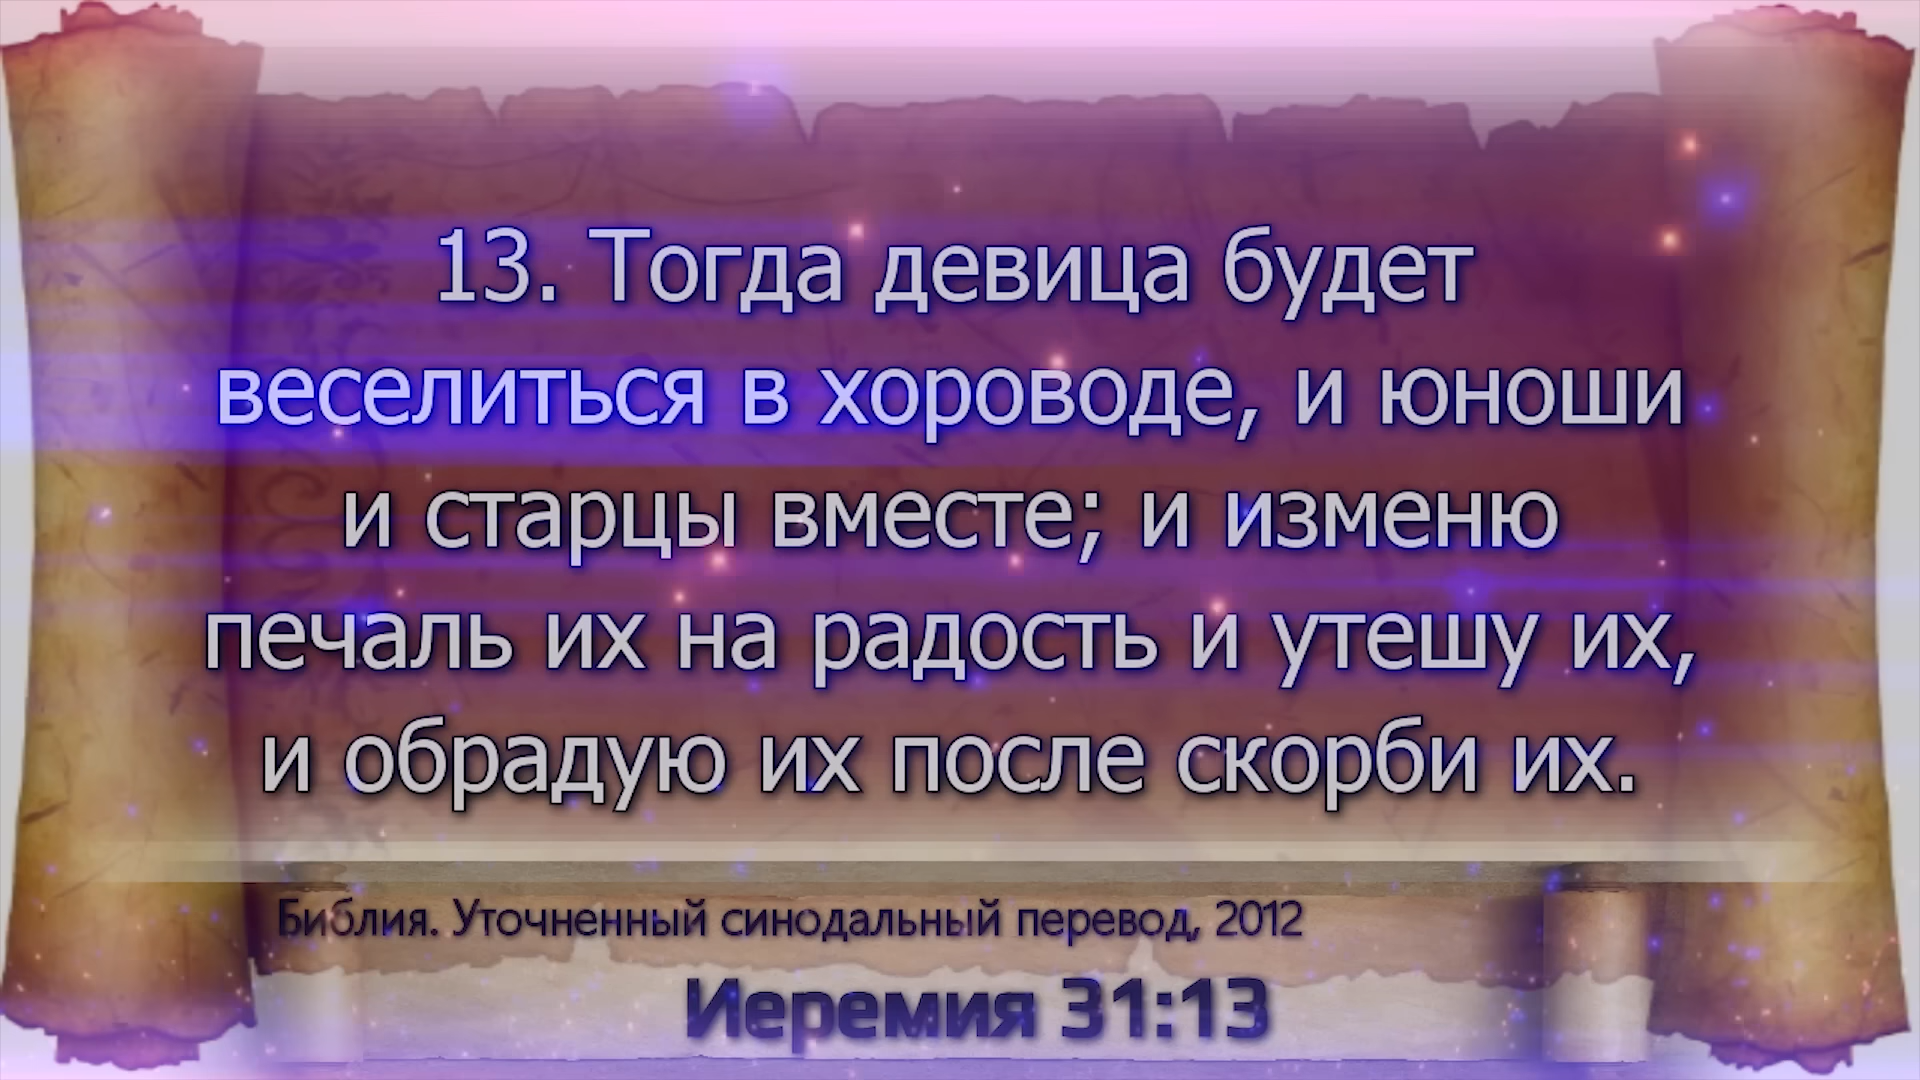 13. Тогда девица будет
веселиться в хороводе, и юноши
и старцы вместе; и изменю
печаль их на радость и утешу их,
и обрадую их после скорби их.
Библия. Уточненный синодальный перевод, 2012
Иеремия 31:13